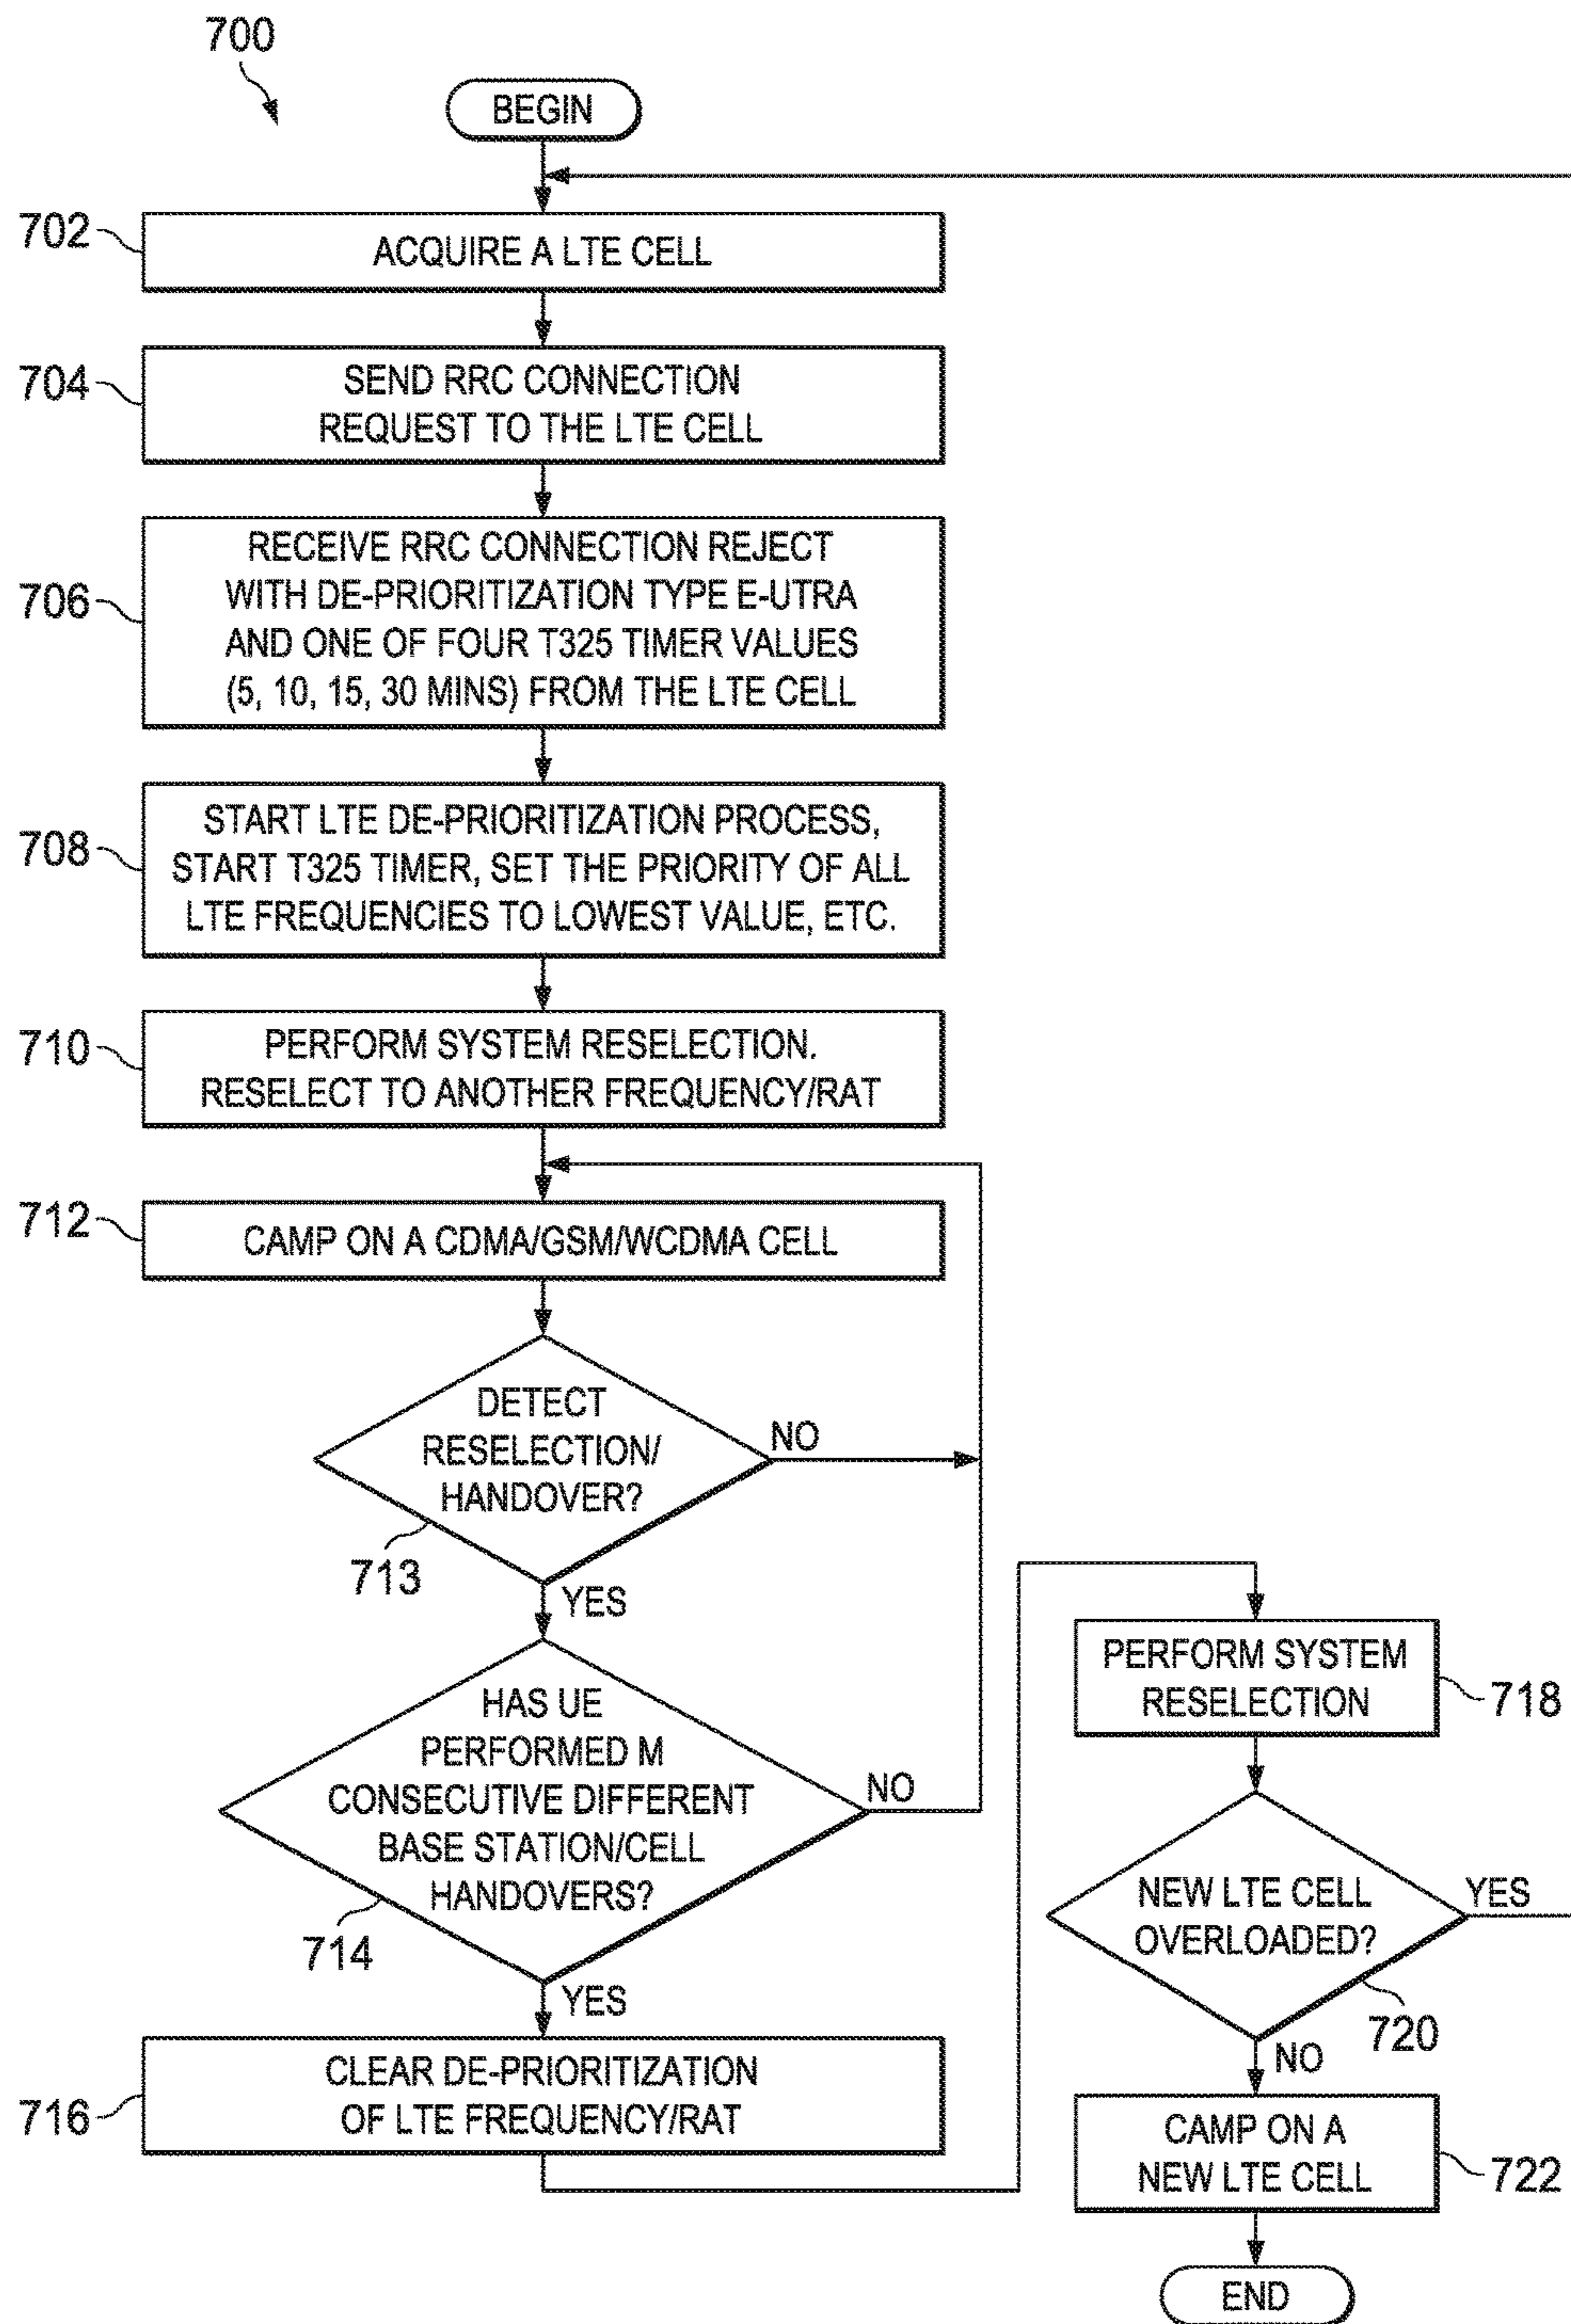 700
BEGIN
702
ACQUIRE A LTE CELL
704
SEND RRC CONNECTION
REQUEST TO THE LTE CELL
706
RECEIVE RRC CONNECTION REJECT
WITH DE-PRIORITIZATION TYPE E-UTRA
AND ONE OF FOUR T325 TIMER VALUES
(5, 10, 15, 30 MINS) FROM THE LTE CELL
708
START LTE DE-PRIORITIZATION PROCESS,
START T325 TIMER, SET THE PRIORITY OF ALL
LTE FREQUENCIES TO LOWEST VALUE, ETC.
710
PERFORM SYSTEM RESELECTION.
RESELECT TO ANOTHER FREQUENCY/RAT
712
CAMP ON A CDMA/GSM/WCDMA CELL
DETECT
RESELECTION/
HANDOVER?
NO
713
YES
HAS UE
PERFORMED M
CONSECUTIVE DIFFERENT
BASE STATION/CELL
HANDOVERS?
NO
714
YES
716
CLEAR DE-PRIORITIZATION
OF LTE FREQUENCY/RAT
PERFORM SYSTEM
RESELECTION
718
NEW LTE CELL
OVERLOADED?
YES
720
NO
CAMP ON A
NEW LTE CELL
722
END